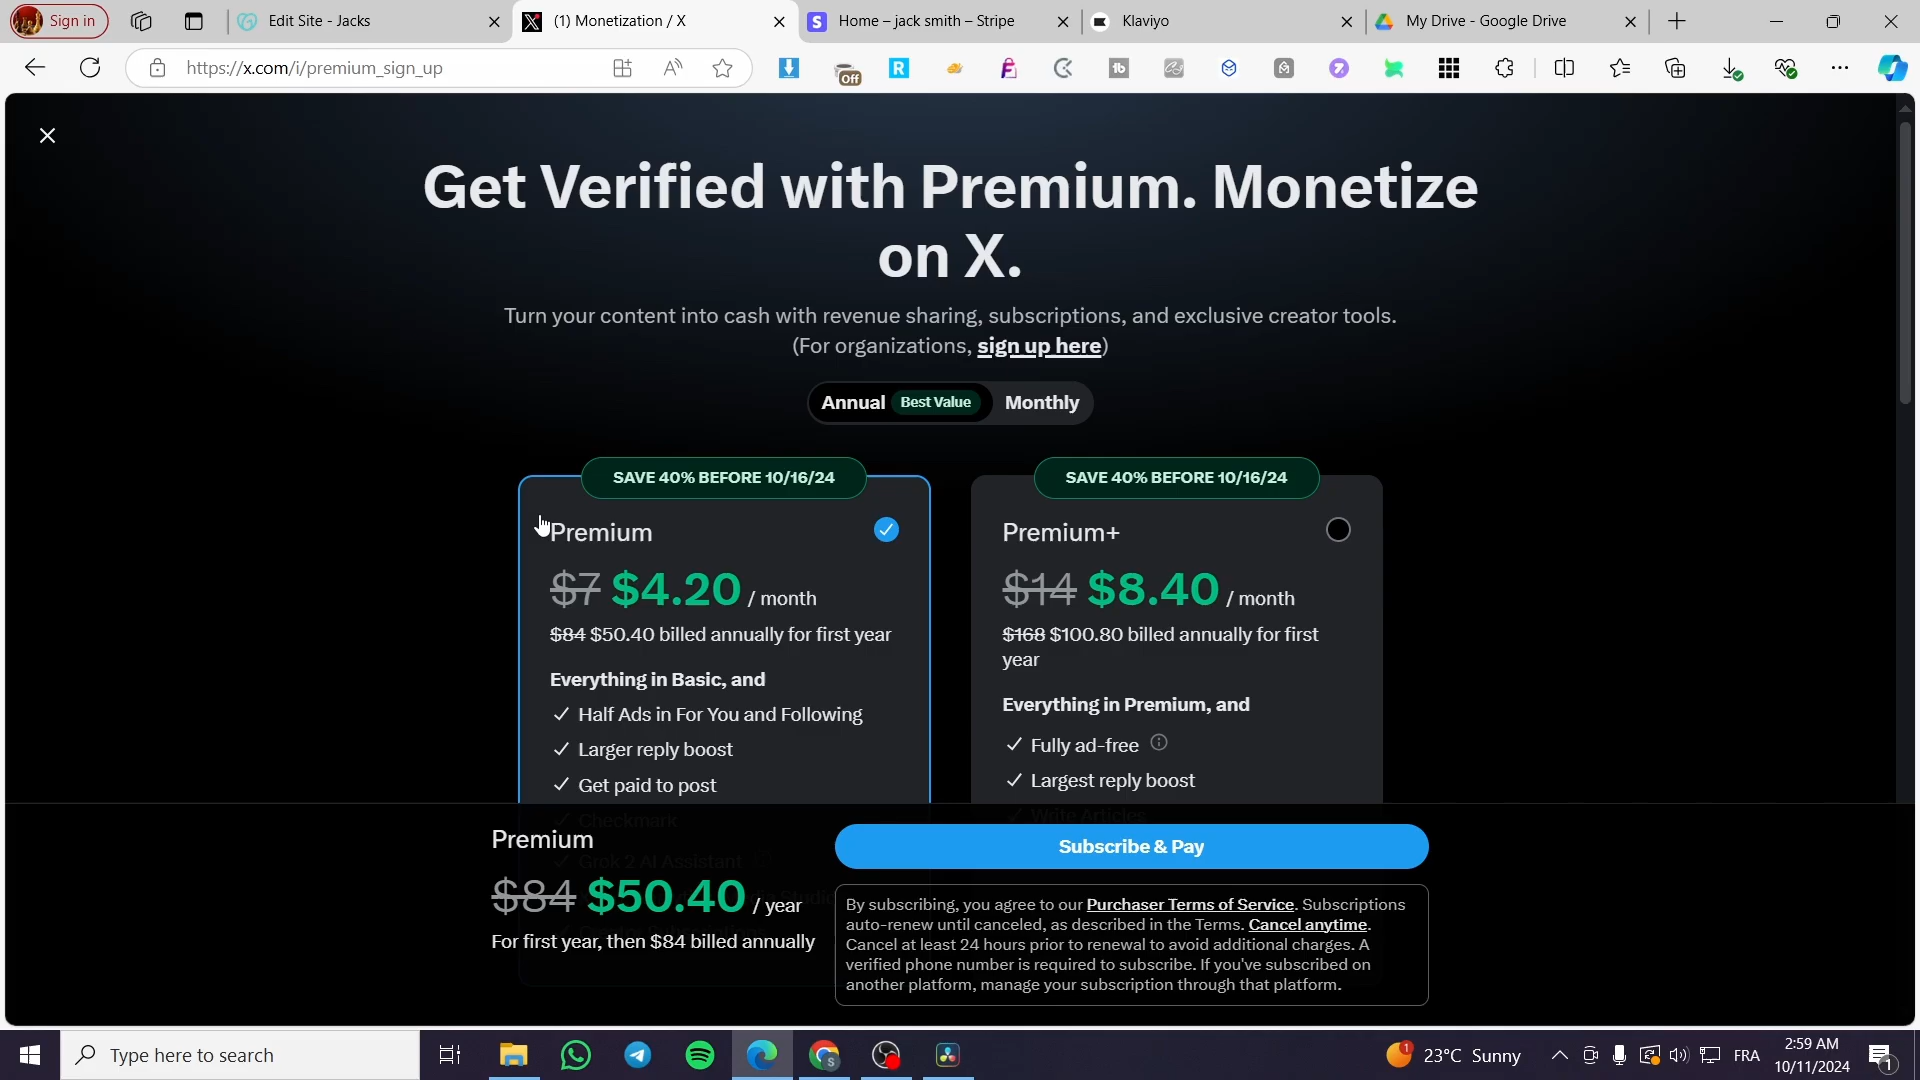 Sign in
Edit Site - Jacks
(1) Monetization / X
Home – jack smith – Stripe
Klaviyo
My Drive - Google Drive
https://x.com/i/premium_sign_up
Off
Get Verified with Premium. Monetize
on X.
Turn your content into cash with revenue sharing, subscriptions, and exclusive creator tools.
(For organizations, sign up here)
Annual Best Value Monthly
SAVE 40% BEFORE 10/16/24
Premium
$7 $4.20 / month
$84 $50.40 billed annually for first year
Everything in Basic, and
Half Ads in For You and Following
Larger reply boost
Get paid to post
Checkmark
Grok 2 AI Assistant
SAVE 40% BEFORE 10/16/24
Premium+
$14 $8.40 / month
$168 $100.80 billed annually for first
year
Everything in Premium, and
Fully ad-free
Largest reply boost
Write Articles
Premium
$84 $50.40 / year
For first year, then $84 billed annually
Subscribe & Pay
By subscribing, you agree to our Purchaser Terms of Service. Subscriptions
auto-renew until canceled, as described in the Terms. Cancel anytime.
Cancel at least 24 hours prior to renewal to avoid additional charges. A
verified phone number is required to subscribe. If you've subscribed on
another platform, manage your subscription through that platform.
Type here to search
1
23°C Sunny
FRA
2:59 AM
10/11/2024
1